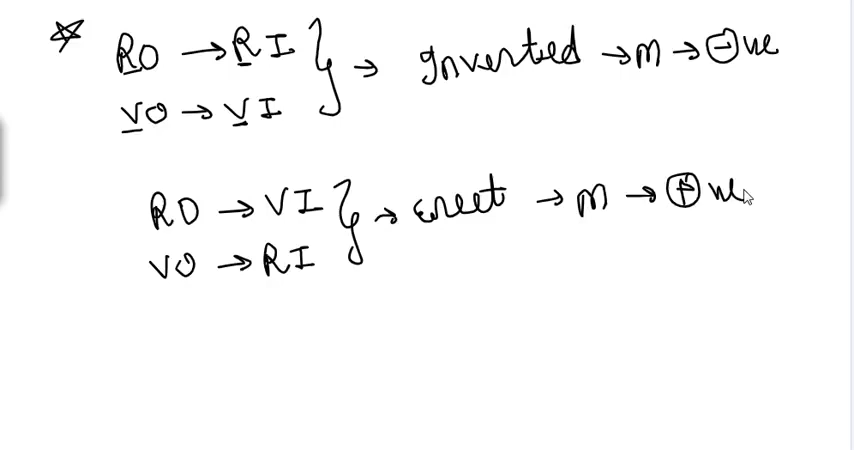 ☆ RO → RI } → Inverted → m → ⊖ve
VO → VI
RO → VI } → erect → m → ⊕ve
VO → RI